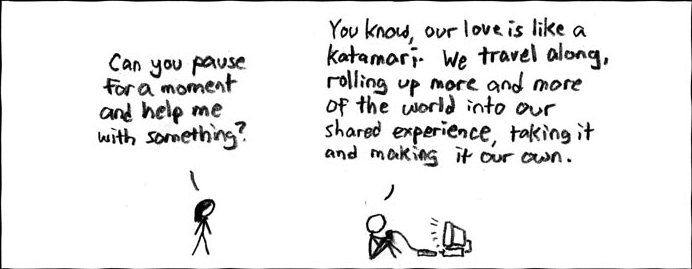 Can you pause
for a moment
and help me
with something?
You know, our love is like a
katamari. We travel along,
rolling up more and more
of the world into our
shared experience, taking it
and making it our own.